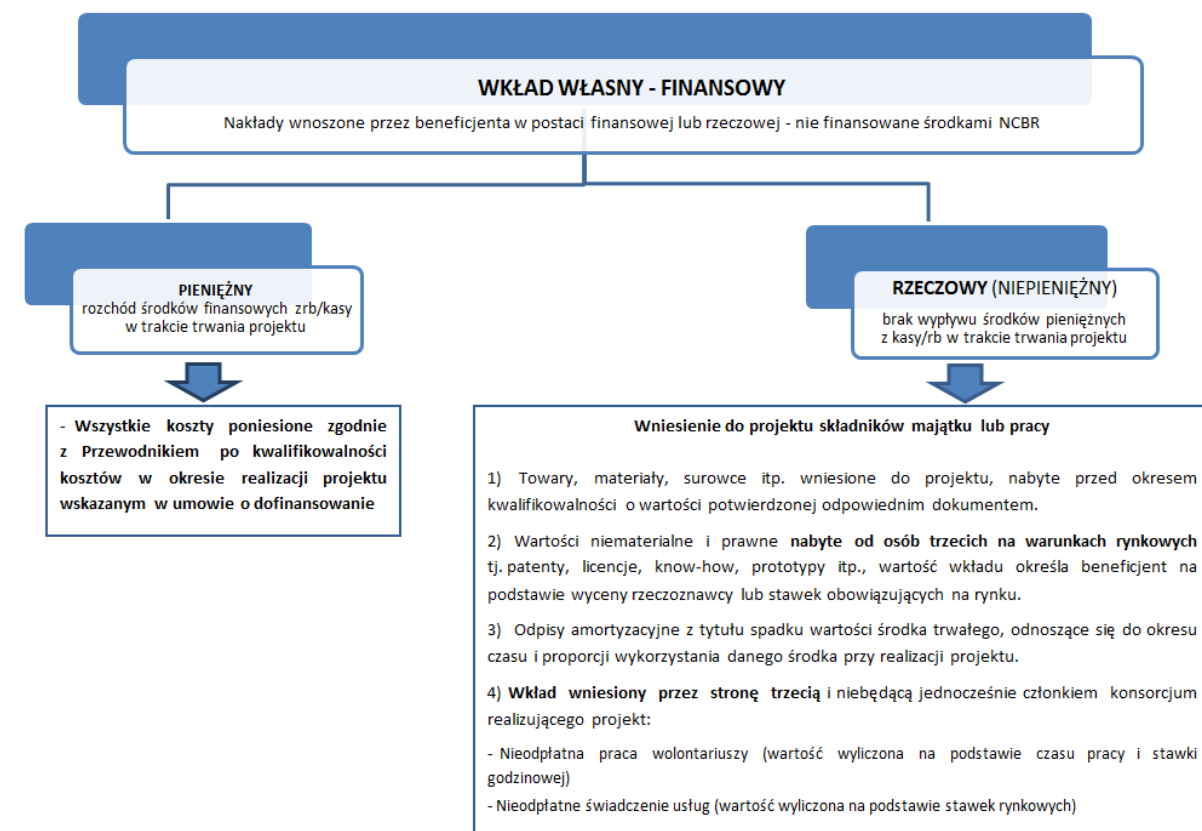 WKŁAD WŁASNY - FINANSOWY
Nakłady wnoszone przez beneficjenta w postaci finansowej lub rzeczowej - nie finansowane środkami NCBR
PIENIĘŻNY
rozchód środków finansowych zrb/kasy
w trakcie trwania projektu
- Wszystkie koszty poniesione zgodnie
z Przewodnikiem po kwalifikowalności
kosztów w okresie realizacji projektu
wskazanym w umowie o dofinansowanie
RZECZOWY (NIEPIENIĘŻNY)
brak wypływu środków pieniężnych
z kasy/rb w trakcie trwania projektu
Wniesienie do projektu składników majątku lub pracy
1) Towary, materiały, surowce itp. wniesione do projektu, nabyte przed okresem
kwalifikowalności o wartości potwierdzonej odpowiednim dokumentem.
2) Wartości niematerialne i prawne nabyte od osób trzecich na warunkach rynkowych
tj. patenty, licencje, know-how, prototypy itp., wartość wkładu określa beneficjent na
podstawie wyceny rzeczoznawcy lub stawek obowiązujących na rynku.
3) Odpisy amortyzacyjne z tytułu spadku wartości środka trwałego, odnoszące się do okresu
czasu i proporcji wykorzystania danego środka przy realizacji projektu.
4) Wkład wniesiony przez stronę trzecią i niebędącą jednocześnie członkiem konsorcjum
realizującego projekt:
- Nieodpłatna praca wolontariuszy (wartość wyliczona na podstawie czasu pracy i stawki
godzinowej)
- Nieodpłatne świadczenie usług (wartość wyliczona na podstawie stawek rynkowych)